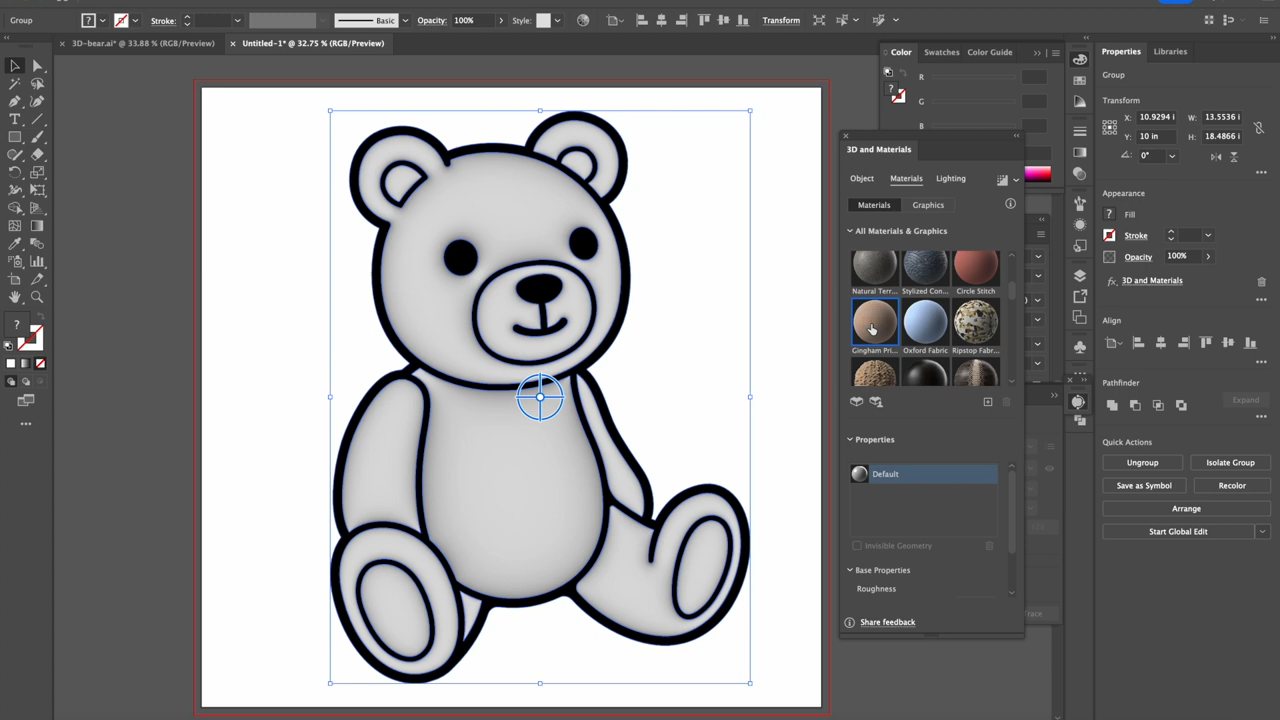 Group
?
Stroke:
Basic
Opacity:
100%
Style:
Transform
3D-bear.ai* @ 33.88 % (RGB/Preview)
Untitled-1* @ 32.75 % (RGB/Preview)
Color
Swatches
Color Guide
R
?
G
B
3D and Materials
Object
Materials
Lighting
Materials
Graphics
All Materials & Graphics
Natural Terr...
Stylized Con...
Circle Stitch
Gingham Pri...
Oxford Fabric
Ripstop Fabr...
Properties
Default
Invisible Geometry
Base Properties
Roughness
Share feedback
Properties
Libraries
Group
Transform
X:
10.9294 i
W:
13.5536 i
Y:
10 in
H:
18.4866 i
0°
Appearance
?
Fill
Stroke
Opacity
100%
fx
3D and Materials
Align
Pathfinder
Expand
Quick Actions
Ungroup
Isolate Group
Save as Symbol
Recolor
Arrange
Start Global Edit
T
?